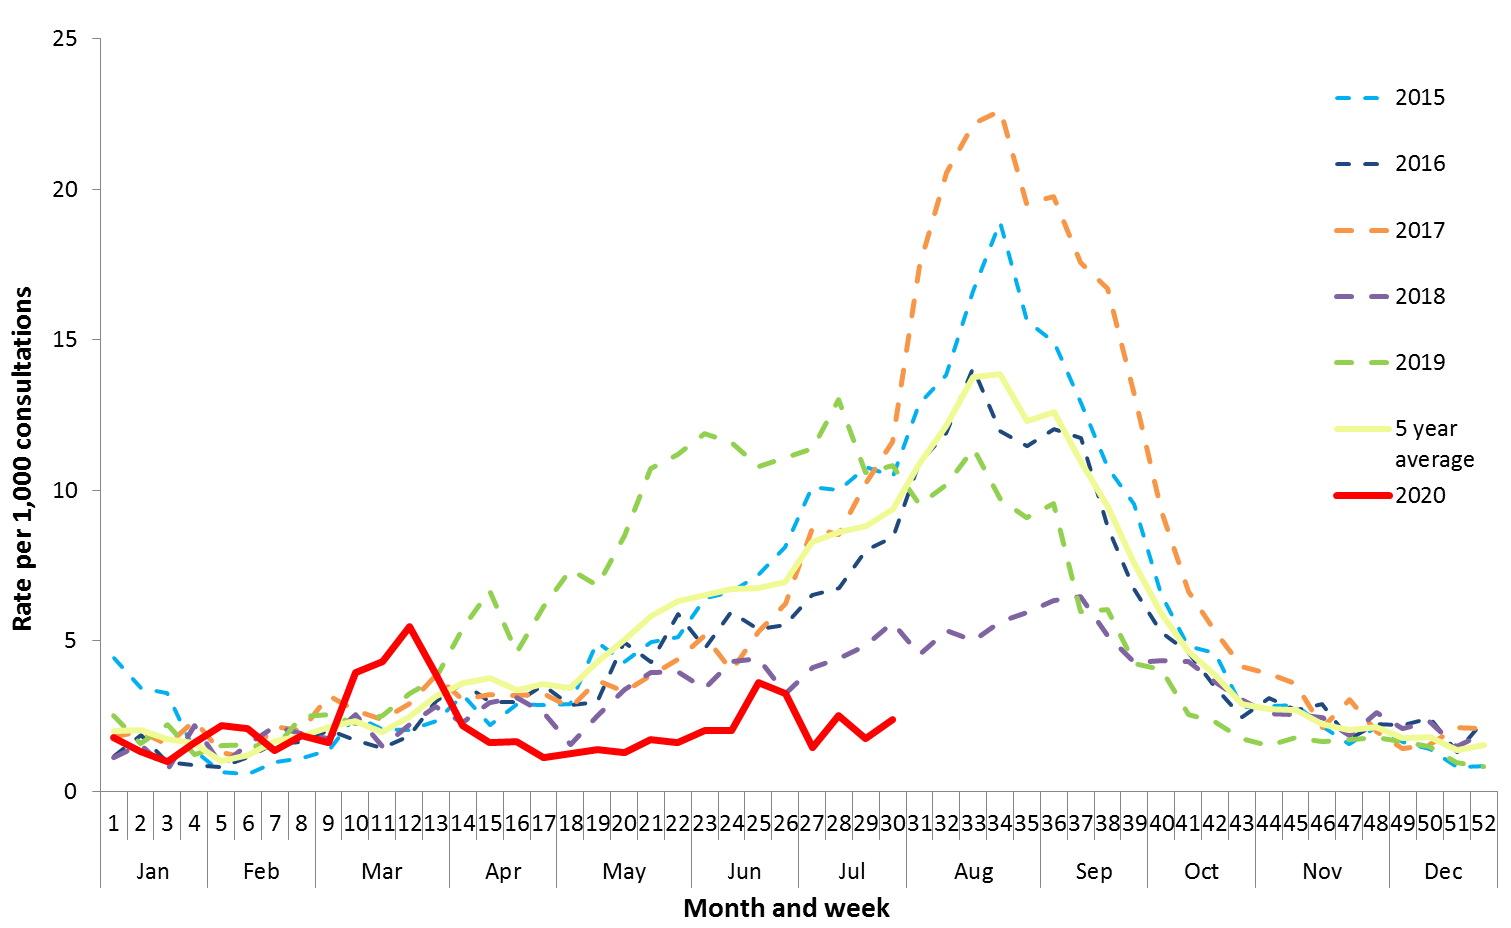 25
20
15
10
5
0
Rate per 1,000 consultations
2015
2016
2017
2018
2019
5 year
average
2020
1 2 3 4 5 6 7 8 9 10 11 12 13 14 15 16 17 18 19 20 21 22 23 24 25 26 27 28 29 30 31 32 33 34 35 36 37 38 39 40 41 42 43 44 45 46 47 48 49 50 51 52
Jan Feb Mar Apr May Jun Jul Aug Sep Oct Nov Dec
Month and week